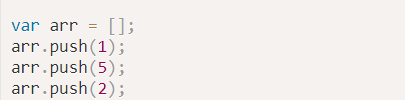 var arr = [];
arr.push(1);
arr.push(5);
arr.push(2);